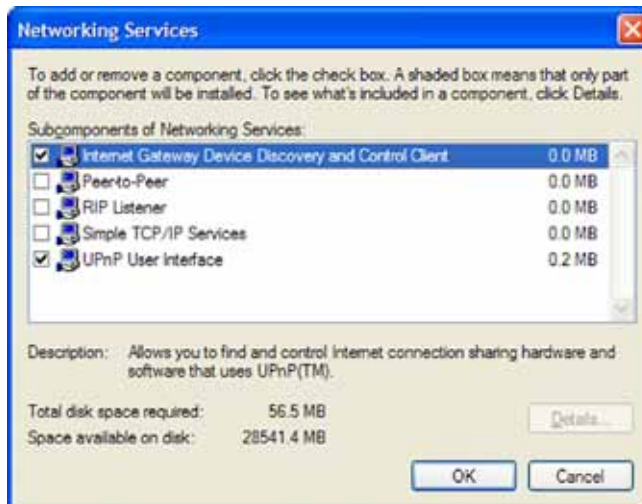 Networking Services
To add or remove a component, click the check box. A shaded box means that only part
of the component will be installed. To see what's included in a component, click Details.
Subcomponents of Networking Services:
Internet Gateway Device Discovery and Control Client 0.0 MB
Peer-to-Peer 0.0 MB
RIP Listener 0.0 MB
Simple TCP/IP Services 0.0 MB
UPnP User Interface 0.2 MB
Description: Allows you to find and control Internet connection sharing hardware and
software that uses UPnP(TM).
Total disk space required: 56.5 MB
Details...
Space available on disk: 28541.4 MB
OK Cancel